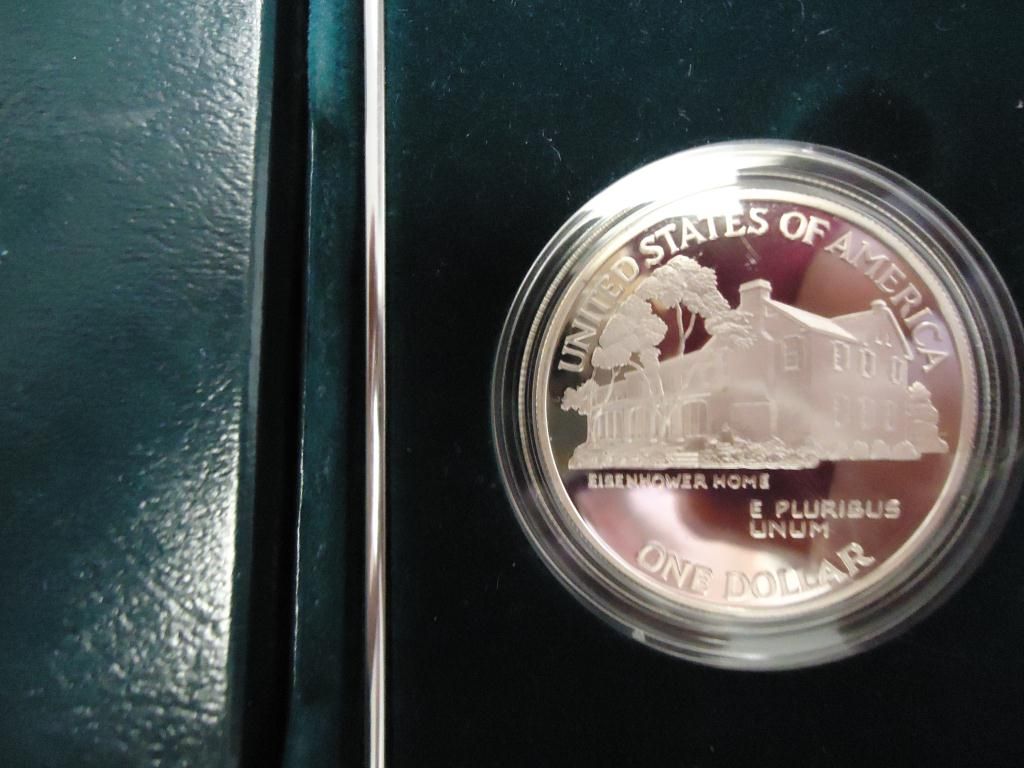 UNITED STATES OF AMERICA
EISENHOWER HOME
E PLURIBUS
UNUM
ONE DOLLAR